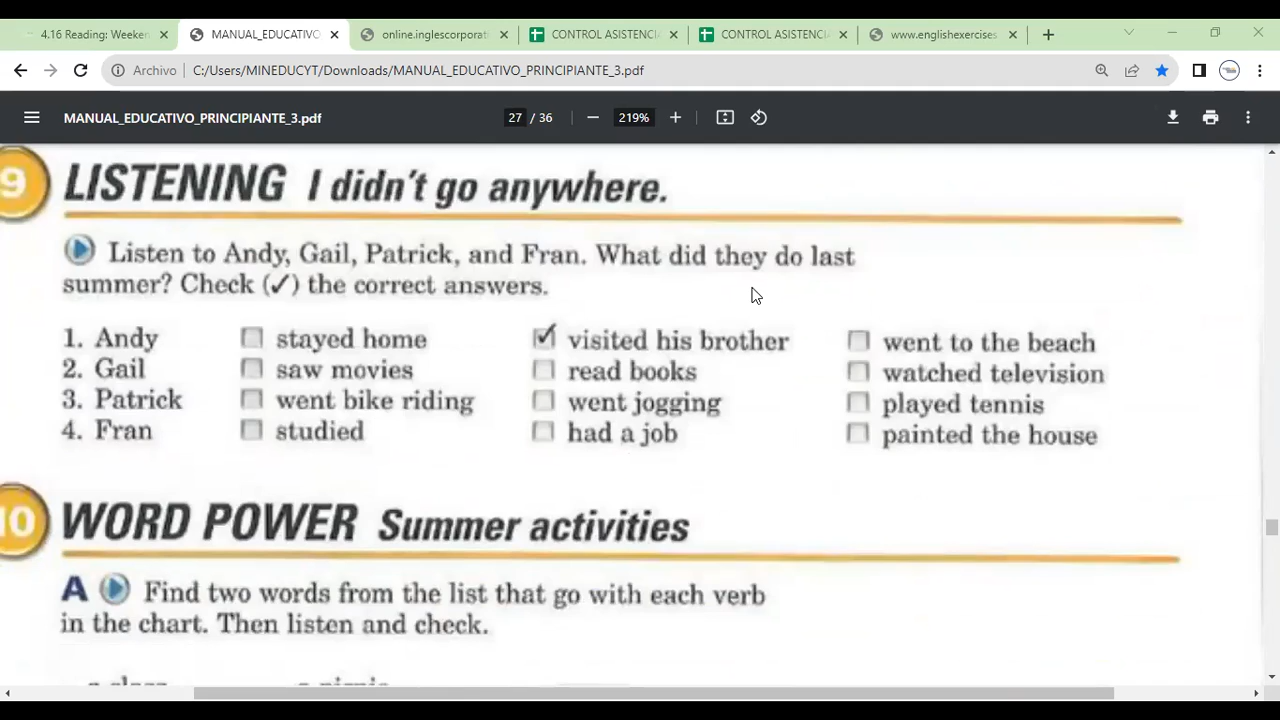 4.16 Reading: Weeken
MANUAL_EDUCATIVO
online.inglescorporat
CONTROL ASISTENCI
CONTROL ASISTENCI
www.englishexercises
Archivo C:/Users/MINEDUCYT/Downloads/MANUAL_EDUCATIVO_PRINCIPIANTE_3.pdf
MANUAL_EDUCATIVO_PRINCIPIANTE_3.pdf 27 / 36 219%
9 LISTENING I didn't go anywhere.
Listen to Andy, Gail, Patrick, and Fran. What did they do last
summer? Check (✓) the correct answers.
1. Andy stayed home ✓ visited his brother went to the beach
2. Gail saw movies read books watched television
3. Patrick went bike riding went jogging played tennis
4. Fran studied had a job painted the house
10 WORD POWER Summer activities
A Find two words from the list that go with each verb
in the chart. Then listen and check.